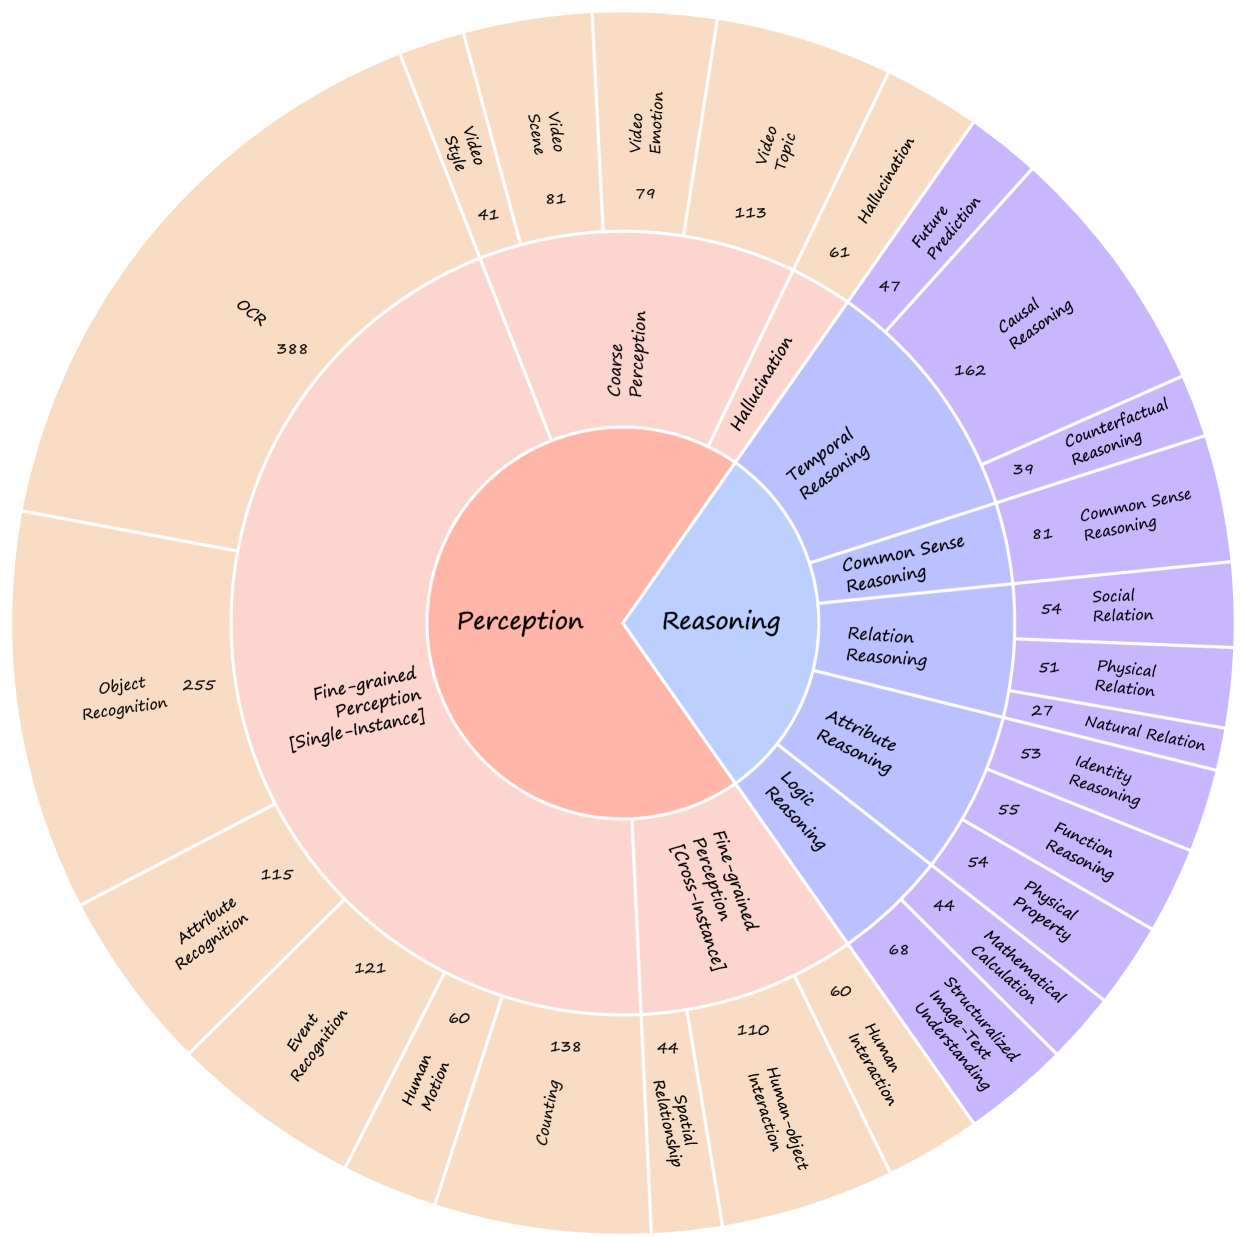 Perception
Reasoning
Coarse
Perception
Hallucination
Temporal
Reasoning
Common Sense
Reasoning
Relation
Reasoning
Attribute
Reasoning
Logic
Reasoning
Fine-grained
Perception
[Cross-Instance]
Fine-grained
Perception
[Single-Instance]
Video
Style
41
Video
Scene
81
Video
Emotion
79
Video
Topic
113
Hallucination
61
Future
Prediction
47
Causal
Reasoning
162
Counterfactual
Reasoning
39
Common Sense
Reasoning
81
Social
Relation
54
Physical
Relation
51
Natural Relation
27
Identity
Reasoning
53
Function
Reasoning
55
Physical
Property
54
Mathematical
Calculation
44
Structuralized
Image-Text
Understanding
68
Human
Interaction
60
Human-object
Interaction
110
Spatial
Relationship
44
Counting
138
Human
Motion
60
Event
Recognition
121
Attribute
Recognition
115
Object
Recognition
255
OCR
388